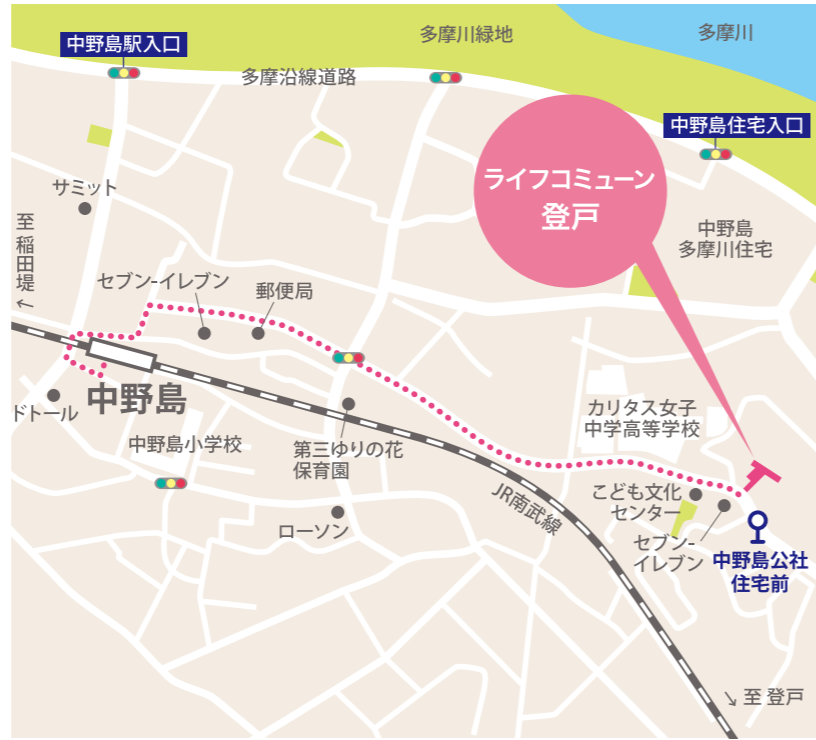 中野島駅入口
多摩川緑地
多摩川
多摩沿線道路
中野島住宅入口
ライフコミューン
登戸
サミット
至 稲田堤 ←
中野島
多摩川住宅
セブン-イレブン
郵便局
中野島
ドトール
カリタス女子
中学高等学校
中野島小学校
第三ゆりの花
保育園
JR南武線
こども文化
センター
ローソン
セブン-
イレブン
中野島公社
住宅前
↘ 至 登戸